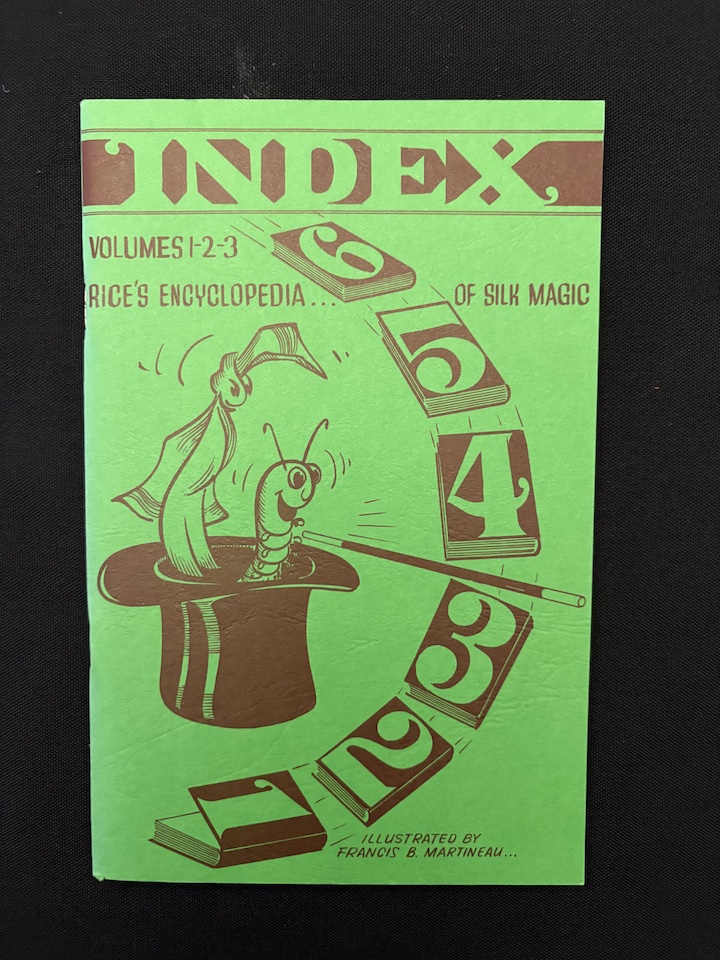 INDEX
VOLUMES 1-2-3
RICE'S ENCYCLOPEDIA... OF SILK MAGIC
6
5
4
3
2
1
ILLUSTRATED BY
FRANCIS B. MARTINEAU...